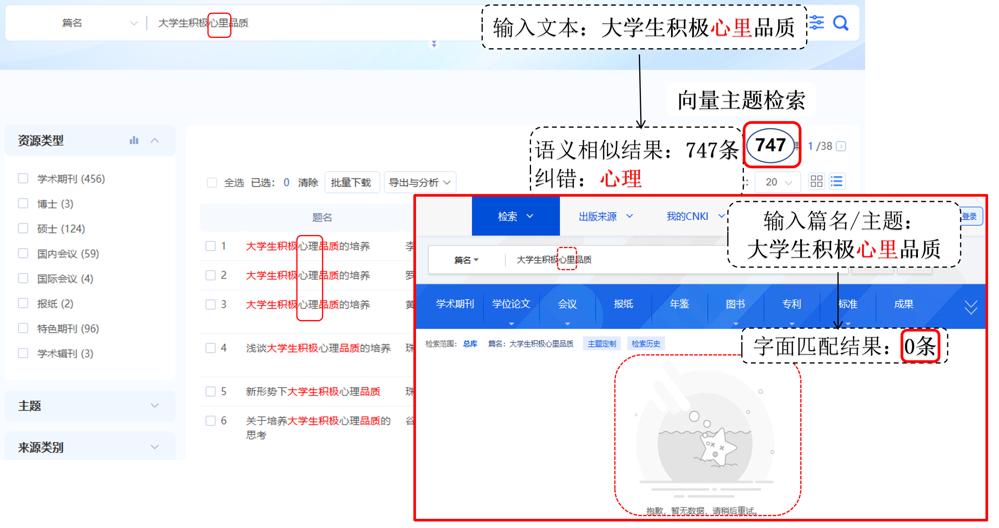 篇名
大学生积极心里品质
输入文本：大学生积极心里品质
向量主题检索
语义相似结果：747条
纠错：心理
747
1 /38
资源类型
学术期刊 (456)
博士 (3)
硕士 (124)
国内会议 (59)
国际会议 (4)
报纸 (2)
特色期刊 (96)
学术辑刊 (3)
主题
来源类别
全选 已选： 0 清除 批量下载 导出与分析
20
题名
1 大学生积极心理品质的培养 李
2 大学生积极心理品质的培养 罗
3 大学生积极心理品质的培养 黄
4 浅谈大学生积极心理品质的培养 珠
5 新形势下大学生积极心理品质 珠
6 关于培养大学生积极心理品质的 谷
思考
检索 出版来源 我的CNKI
登录
输入篇名/主题：
大学生积极心里品质
篇名 大学生积极心里品质
学术期刊 学位论文 会议 报纸 年鉴 图书 专利 标准 成果
字面匹配结果：0条
检索范围： 总库 篇名：大学生积极心里品质 主题定制 检索历史
抱歉，暂无数据，请稍后重试。